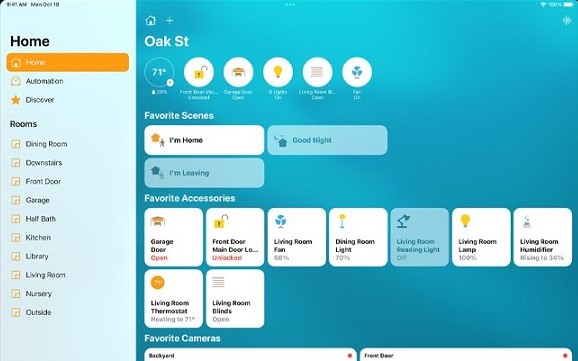 9:41 AM Mon Oct 18
100%
Home
Home
Automation
Discover
Rooms
Dining Room
Downstairs
Front Door
Garage
Half Bath
Kitchen
Library
Living Room
Nursery
Outside
Oak St
71°
29%
Front Door Mai...
Unlocked
Garage Door
Open
6 Lights
On
Living Room Bl...
Open
Fan
On
Favorite Scenes
I'm Home
Good Night
I'm Leaving
Favorite Accessories
Garage
Door
Open
Front Door
Main Door Lo...
Unlocked
Living Room
Fan
68%
Dining Room
Light
70%
Living Room
Reading Light
Off
Living Room
Lamp
100%
Living Room
Humidifier
Rising to 34%
71°
Living Room
Thermostat
Heating to 71°
Living Room
Blinds
Open
Favorite Cameras
Backyard
Front Door